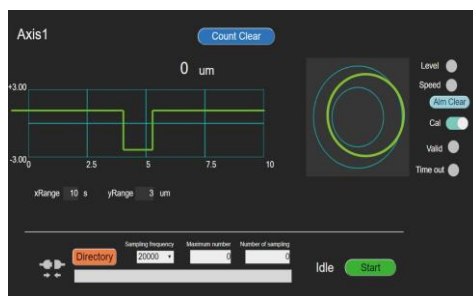 Axis1
Count Clear
0 um
+3.00
-3.00
0 2.5 5 7.5 10
xRange 10 s yRange 3 um
Level
Speed
Alm Clear
Cal
Valid
Time out
Sampling frequency Maximum number Number of sampling
Directory 20000 0 0
Idle Start